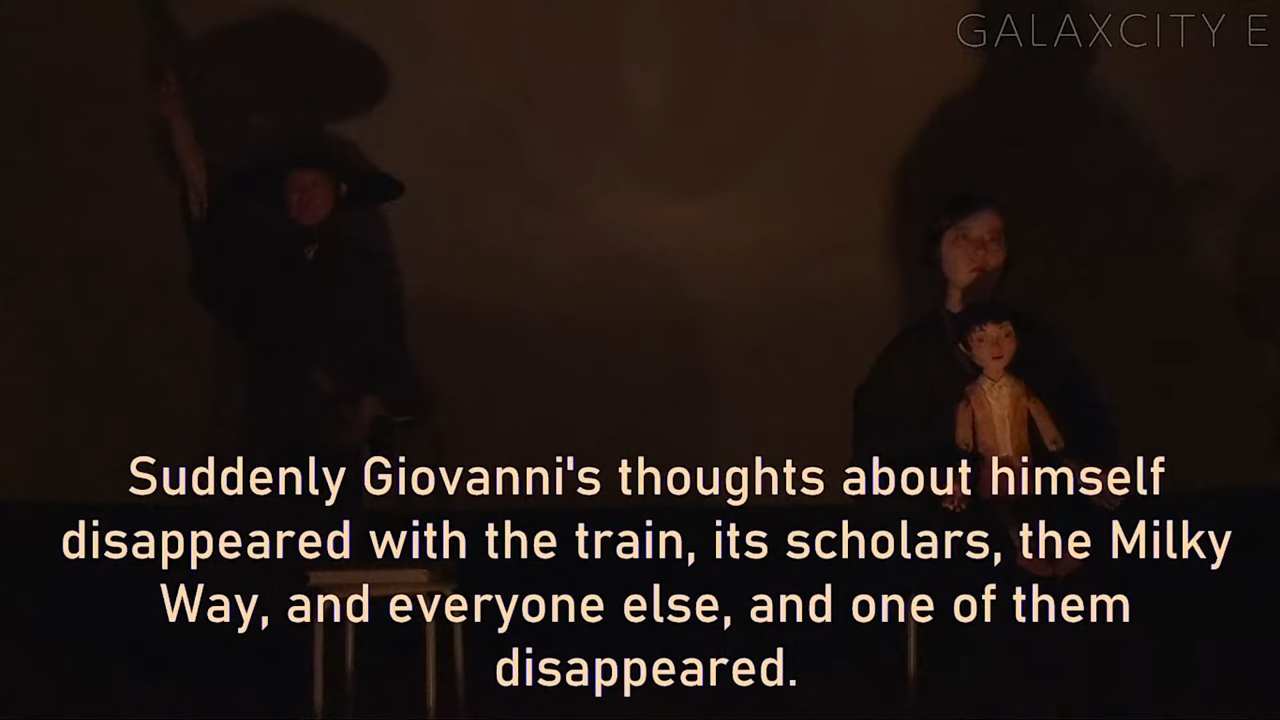 GALAXCITY E
Suddenly Giovanni's thoughts about himself
disappeared with the train, its scholars, the Milky
Way, and everyone else, and one of them
disappeared.